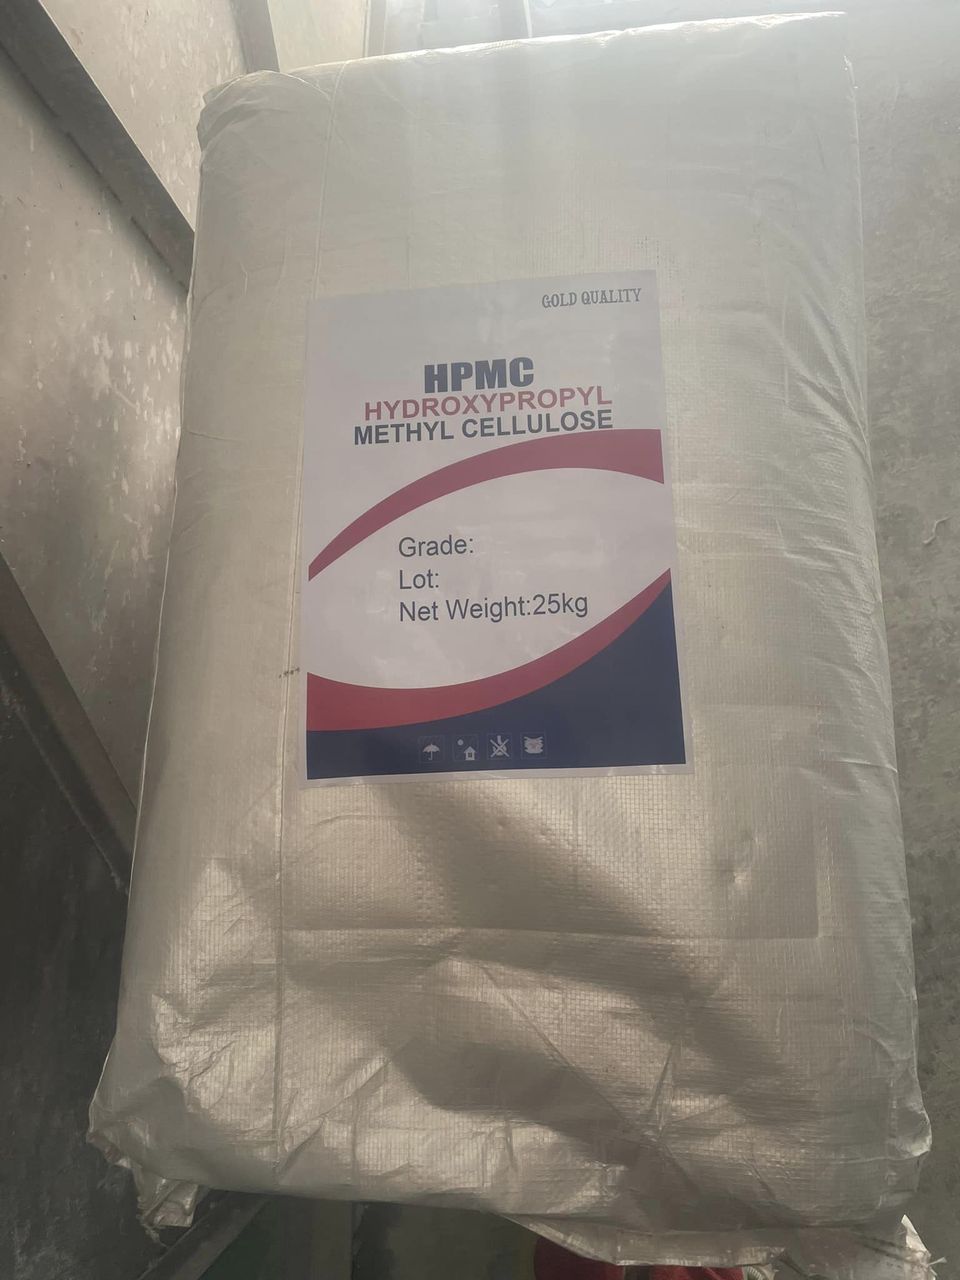 GOLD QUALITY
HPMC
HYDROXYPROPYL
METHYL CELLULOSE
Grade:
Lot:
Net Weight:25kg